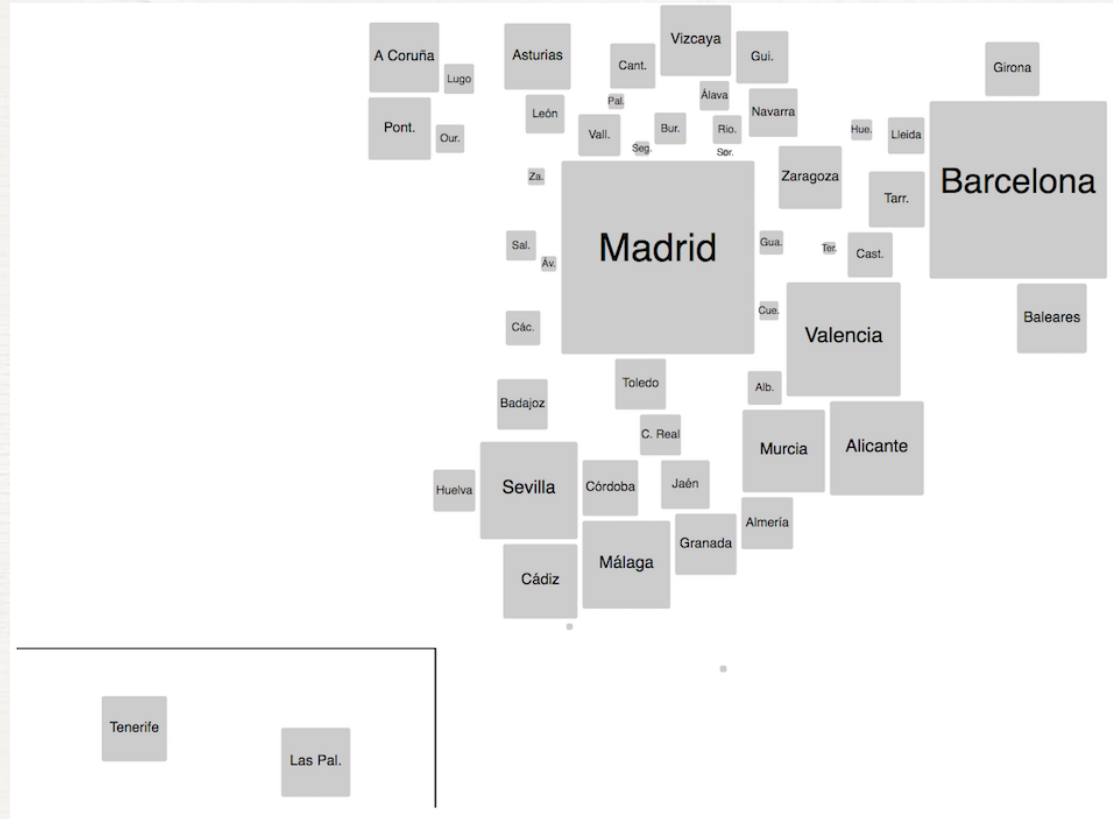 Vizcaya
A Coruña
Asturias
Cant.
Gui.
Girona
Lugo
Pal.
Álava
León
Navarra
Pont.
Our.
Vall.
Bur.
Rio.
Hue.
Lleida
Seg.
Sor.
Za.
Zaragoza
Barcelona
Tarr.
Sal.
Madrid
Gua.
Ter.
Cast.
Áv.
Cue.
Baleares
Các.
Valencia
Toledo
Alb.
Badajoz
C. Real
Murcia
Alicante
Huelva
Sevilla
Córdoba
Jaén
Almería
Granada
Cádiz
Málaga
Tenerife
Las Pal.